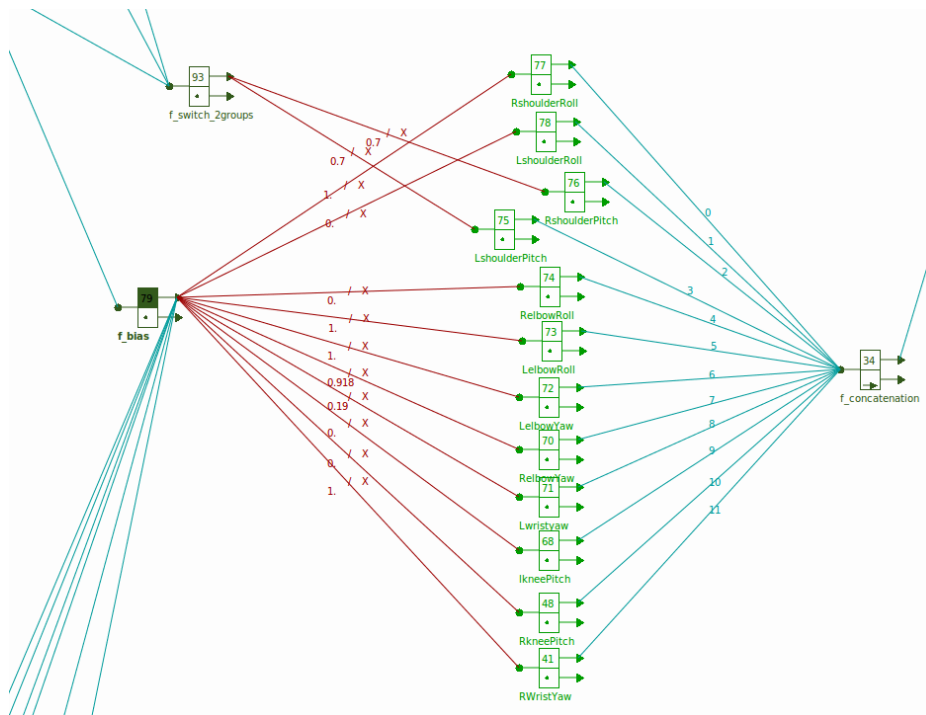 93
f_switch_2groups
77
RshoulderRoll
78
LshoulderRoll
76
RshoulderPitch
75
LshoulderPitch
0.7 / X
0.7 / X
1. / X
0. / X
79
f_bias
74
RelbowRoll
73
LelbowRoll
72
LelbowYaw
70
RelbowYaw
71
Lwristyaw
68
lkneePitch
48
RkneePitch
41
RWristYaw
0. / X
1. / X
1. / X
0.918 / X
0.19 / X
0. / X
0. / X
1. / X
0
1
2
3
4
5
6
7
8
9
10
11
34
f_concatenation